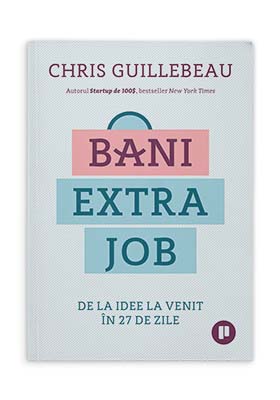 CHRIS GUILLEBEAU
Autorul Startup de 100$, bestseller New York Times
BANI
EXTRA
JOB
DE LA IDEE LA VENIT
ÎN 27 DE ZILE